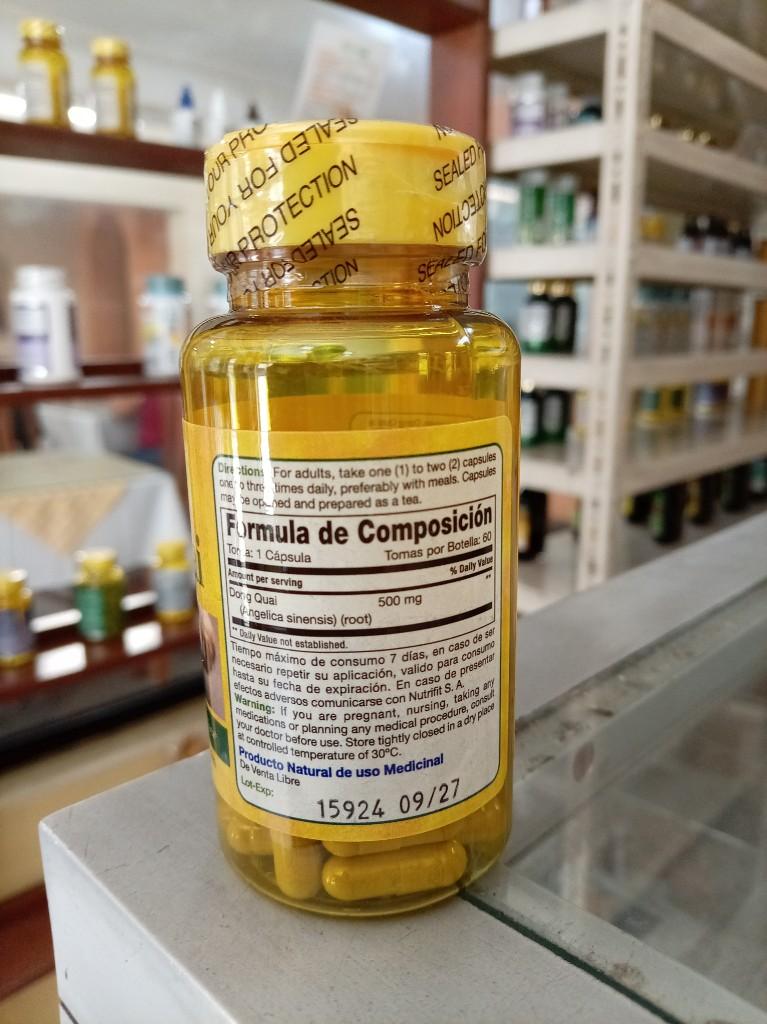 OUR PRO
SEALED FOR YOUR
PROTECTION
SEALED
TION
SEALED
PROTECTION
Directions: For adults, take one (1) to two (2) capsules
one to three times daily, preferably with meals. Capsules
may be opened and prepared as a tea.
Formula de Composición
Toma: 1 Cápsula Tomas por Botella: 60
Amount per serving % Daily Value
Dong Quai 500 mg **
(Angelica sinensis) (root)
** Daily Value not established.
Tiempo máximo de consumo 7 días, en caso de ser
necesario repetir su aplicación, valido para consumo
hasta su fecha de expiración. En caso de presentar
efectos adversos comunicarse con Nutrifit S. A.
Warning: If you are pregnant, nursing, taking any
medications or planning any medical procedure, consult
your doctor before use. Store tightly closed in a dry place
at controlled temperature of 30ºC.
Producto Natural de uso Medicinal
De Venta Libre
Lot-Exp:
15924 09/27